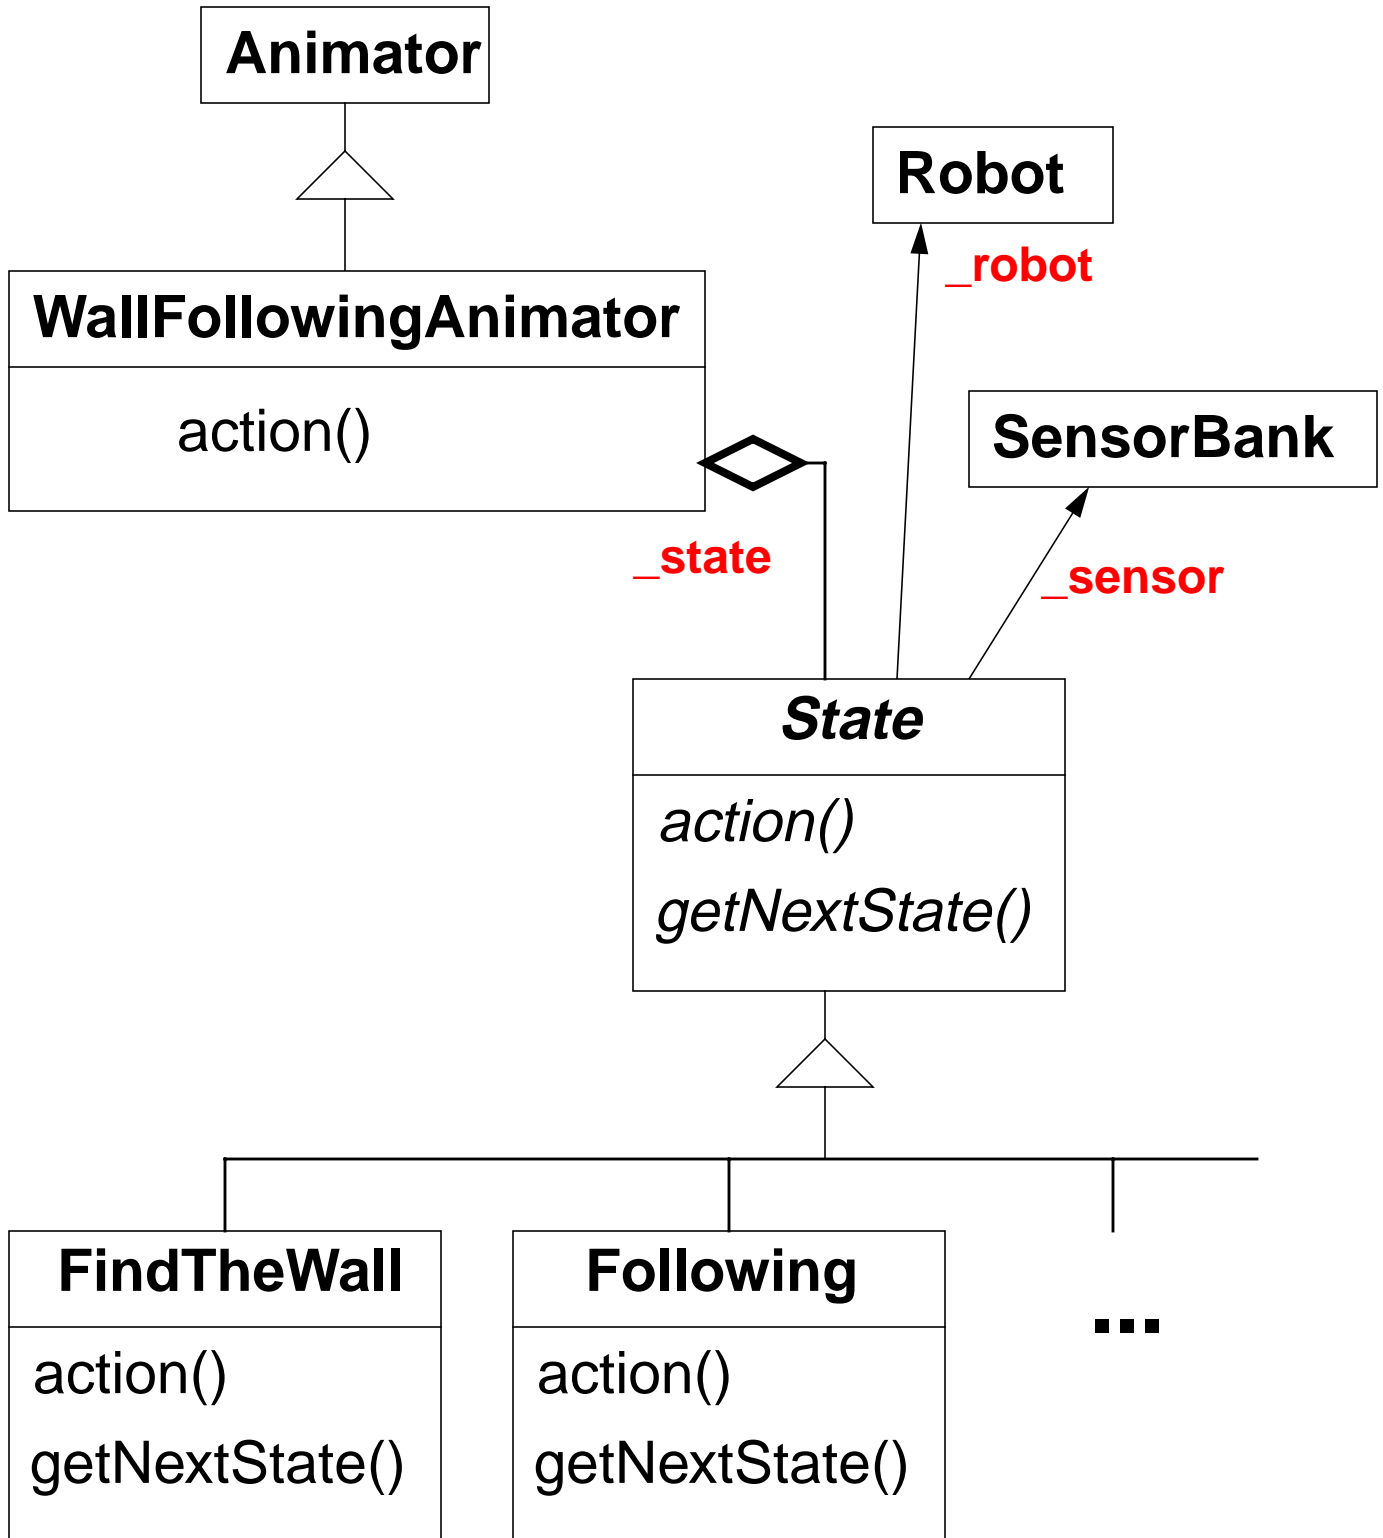 Animator
Robot
_robot
WallFollowingAnimator
action()
SensorBank
_state
_sensor
State
action()
getNextState()
FindTheWall
action()
getNextState()
Following
action()
getNextState()
...